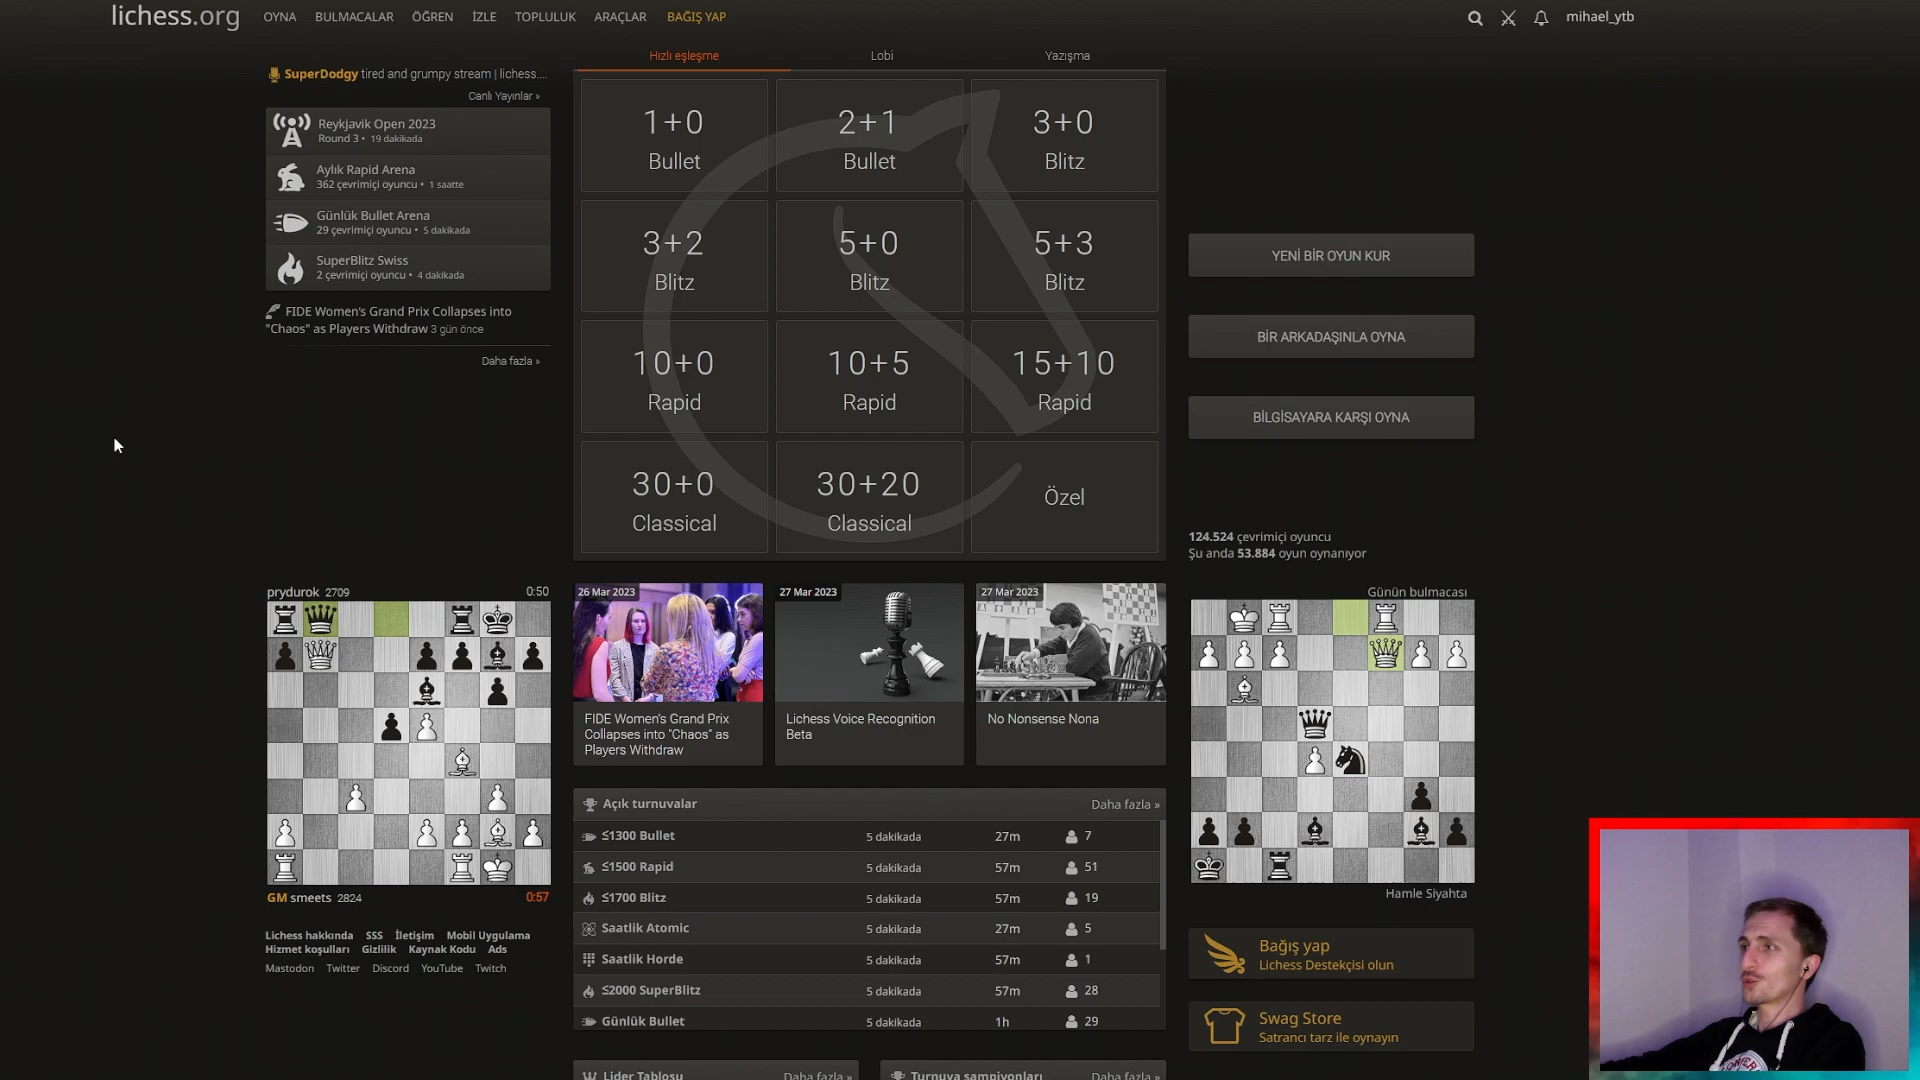 lichess.org
OYNA BULMACALAR ÖĞREN İZLE TOPLULUK ARAÇLAR BAĞIŞ YAP
mihael_ytb
SuperDodgy tired and grumpy stream | lichess....
Canlı Yayınlar »
Reykjavik Open 2023
Round 3 • 19 dakikada
Aylık Rapid Arena
362 çevrimiçi oyuncu • 1 saatte
Günlük Bullet Arena
29 çevrimiçi oyuncu • 5 dakikada
SuperBlitz Swiss
2 çevrimiçi oyuncu • 4 dakikada
FIDE Women's Grand Prix Collapses into
"Chaos" as Players Withdraw 3 gün önce
Daha fazla »
Hızlı eşleşme Lobi Yazışma
1+0 2+1 3+0
Bullet Bullet Blitz
3+2 5+0 5+3
Blitz Blitz Blitz
10+0 10+5 15+10
Rapid Rapid Rapid
30+0 30+20 Özel
Classical Classical
YENİ BİR OYUN KUR
BİR ARKADAŞINLA OYNA
BİLGİSAYARA KARŞI OYNA
124.524 çevrimiçi oyuncu
Şu anda 53.884 oyun oynanıyor
prydurok 2709 0:50
GM smeets 2824 0:57
26 Mar 2023
FIDE Women's Grand Prix
Collapses into "Chaos" as
Players Withdraw
27 Mar 2023
Lichess Voice Recognition
Beta
27 Mar 2023
No Nonsense Nona
Günün bulmacası
Hamle Siyahta
Açık turnuvalar Daha fazla »
≤1300 Bullet 5 dakikada 27m 7
≤1500 Rapid 5 dakikada 57m 51
≤1700 Blitz 5 dakikada 57m 19
Saatlik Atomic 5 dakikada 27m 5
Saatlik Horde 5 dakikada 57m 1
≤2000 SuperBlitz 5 dakikada 57m 28
Günlük Bullet 5 dakikada 1h 29
Lichess hakkında SSS İletişim Mobil Uygulama
Hizmet koşulları Gizlilik Kaynak Kodu Ads
Mastodon Twitter Discord YouTube Twitch
Bağış yap
Lichess Destekçisi olun
Swag Store
Satrancı tarz ile oynayın
Lider Tablosu Daha fazla »
Turnuva şampiyonları Daha fazla »